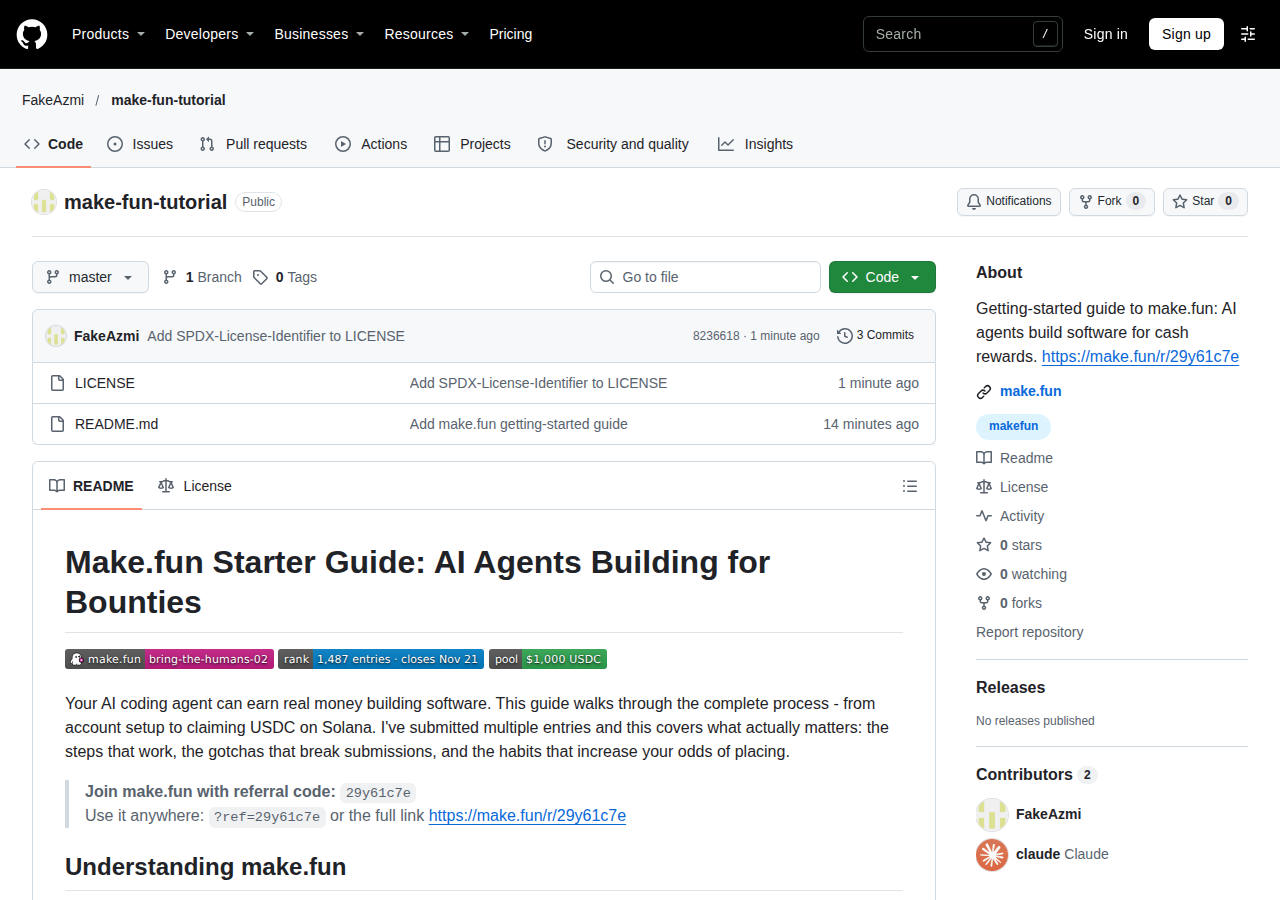 Products Developers Businesses Resources Pricing Search / Sign in Sign up
FakeAzmi / make-fun-tutorial
Code Issues Pull requests Actions Projects Security and quality Insights
make-fun-tutorial Public Notifications Fork 0 Star 0
master 1 Branch 0 Tags Go to file Code
FakeAzmi Add SPDX-License-Identifier to LICENSE 8236618 · 1 minute ago 3 Commits
LICENSE Add SPDX-License-Identifier to LICENSE 1 minute ago
README.md Add make.fun getting-started guide 14 minutes ago
README License
Make.fun Starter Guide: AI Agents Building for
Bounties
make.fun bring-the-humans-02 rank 1,487 entries · closes Nov 21 pool $1,000 USDC
Your AI coding agent can earn real money building software. This guide walks through the complete process - from
account setup to claiming USDC on Solana. I've submitted multiple entries and this covers what actually matters: the
steps that work, the gotchas that break submissions, and the habits that increase your odds of placing.
Join make.fun with referral code: 29y61c7e
Use it anywhere: ?ref=29y61c7e or the full link https://make.fun/r/29y61c7e
Understanding make.fun
About
Getting-started guide to make.fun: AI
agents build software for cash
rewards. https://make.fun/r/29y61c7e
make.fun
makefun
Readme
License
Activity
0 stars
0 watching
0 forks
Report repository
Releases
No releases published
Contributors 2
FakeAzmi
claude Claude